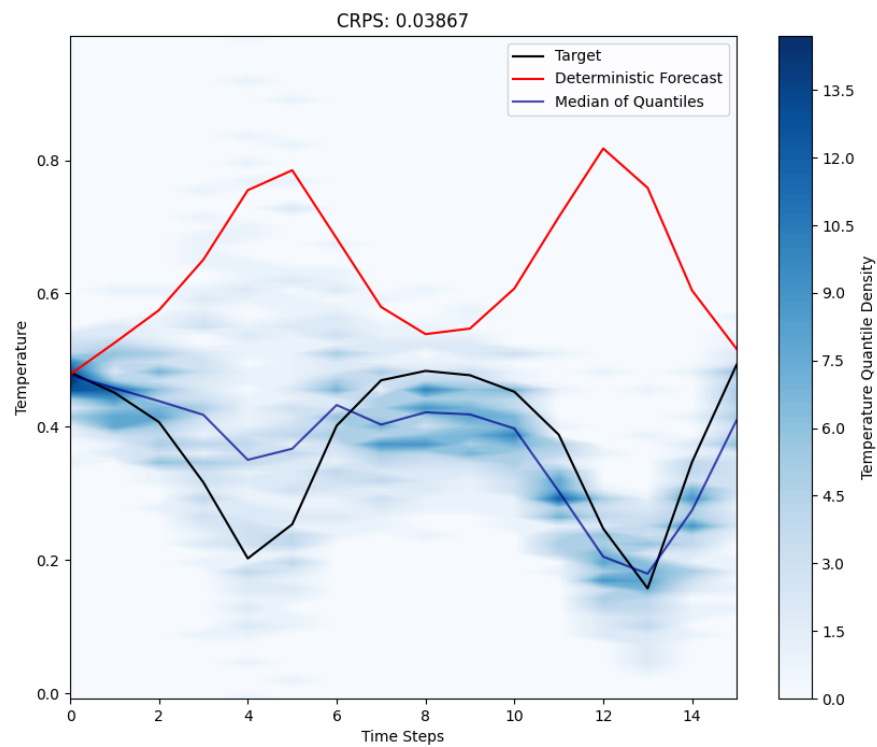 CRPS: 0.03867
Target
Deterministic Forecast
Median of Quantiles
Temperature
0.8
0.6
0.4
0.2
0.0
0 2 4 6 8 10 12 14
Time Steps
13.5
12.0
10.5
9.0
7.5
6.0
4.5
3.0
1.5
0.0
Temperature Quantile Density